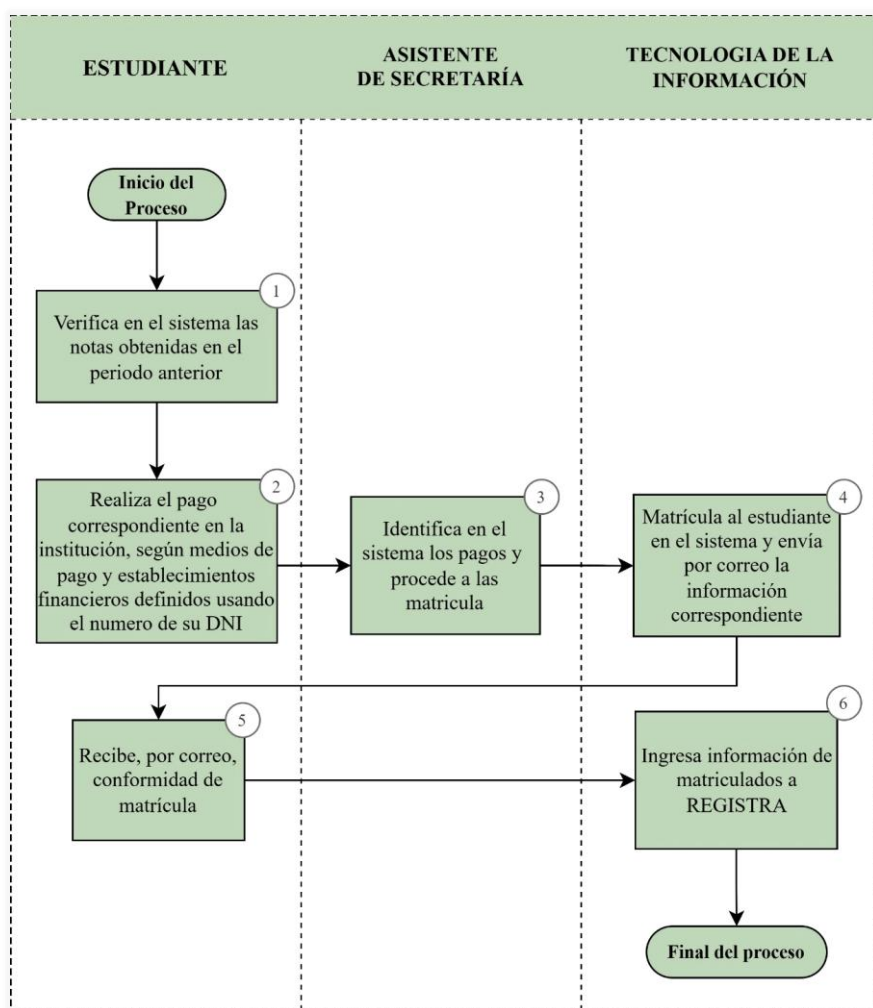 ESTUDIANTE
ASISTENTE
DE SECRETARÍA
TECNOLOGIA DE LA
INFORMACIÓN
Inicio del
Proceso
1
Verifica en el sistema las
notas obtenidas en el
periodo anterior
2
Realiza el pago
correspondiente en la
institución, según medios de
pago y establecimientos
financieros definidos usando
el numero de su DNI
3
Identifica en el
sistema los pagos y
procede a las
matricula
4
Matrícula al estudiante
en el sistema y envía
por correo la
información
correspondiente
5
Recibe, por correo,
conformidad de
matrícula
6
Ingresa información de
matriculados a
REGISTRA
Final del proceso